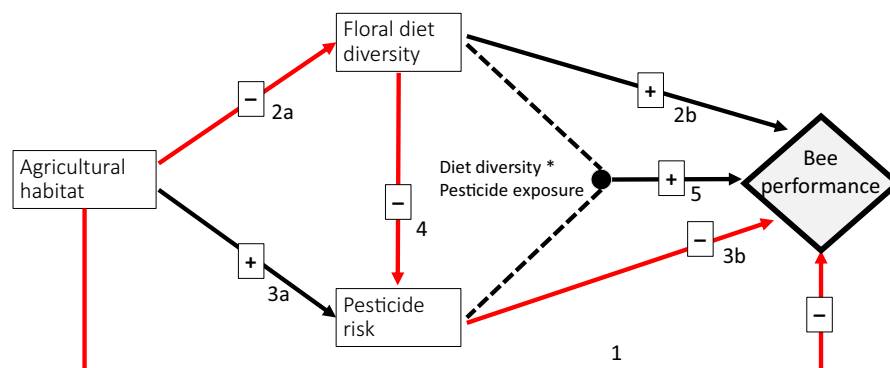 Floral diet
diversity
−
2a
+
2b
Agricultural
habitat
Bee
performance
Diet diversity *
Pesticide exposure
+
5
−
4
−
3b
+
3a
Pesticide
risk
−
1